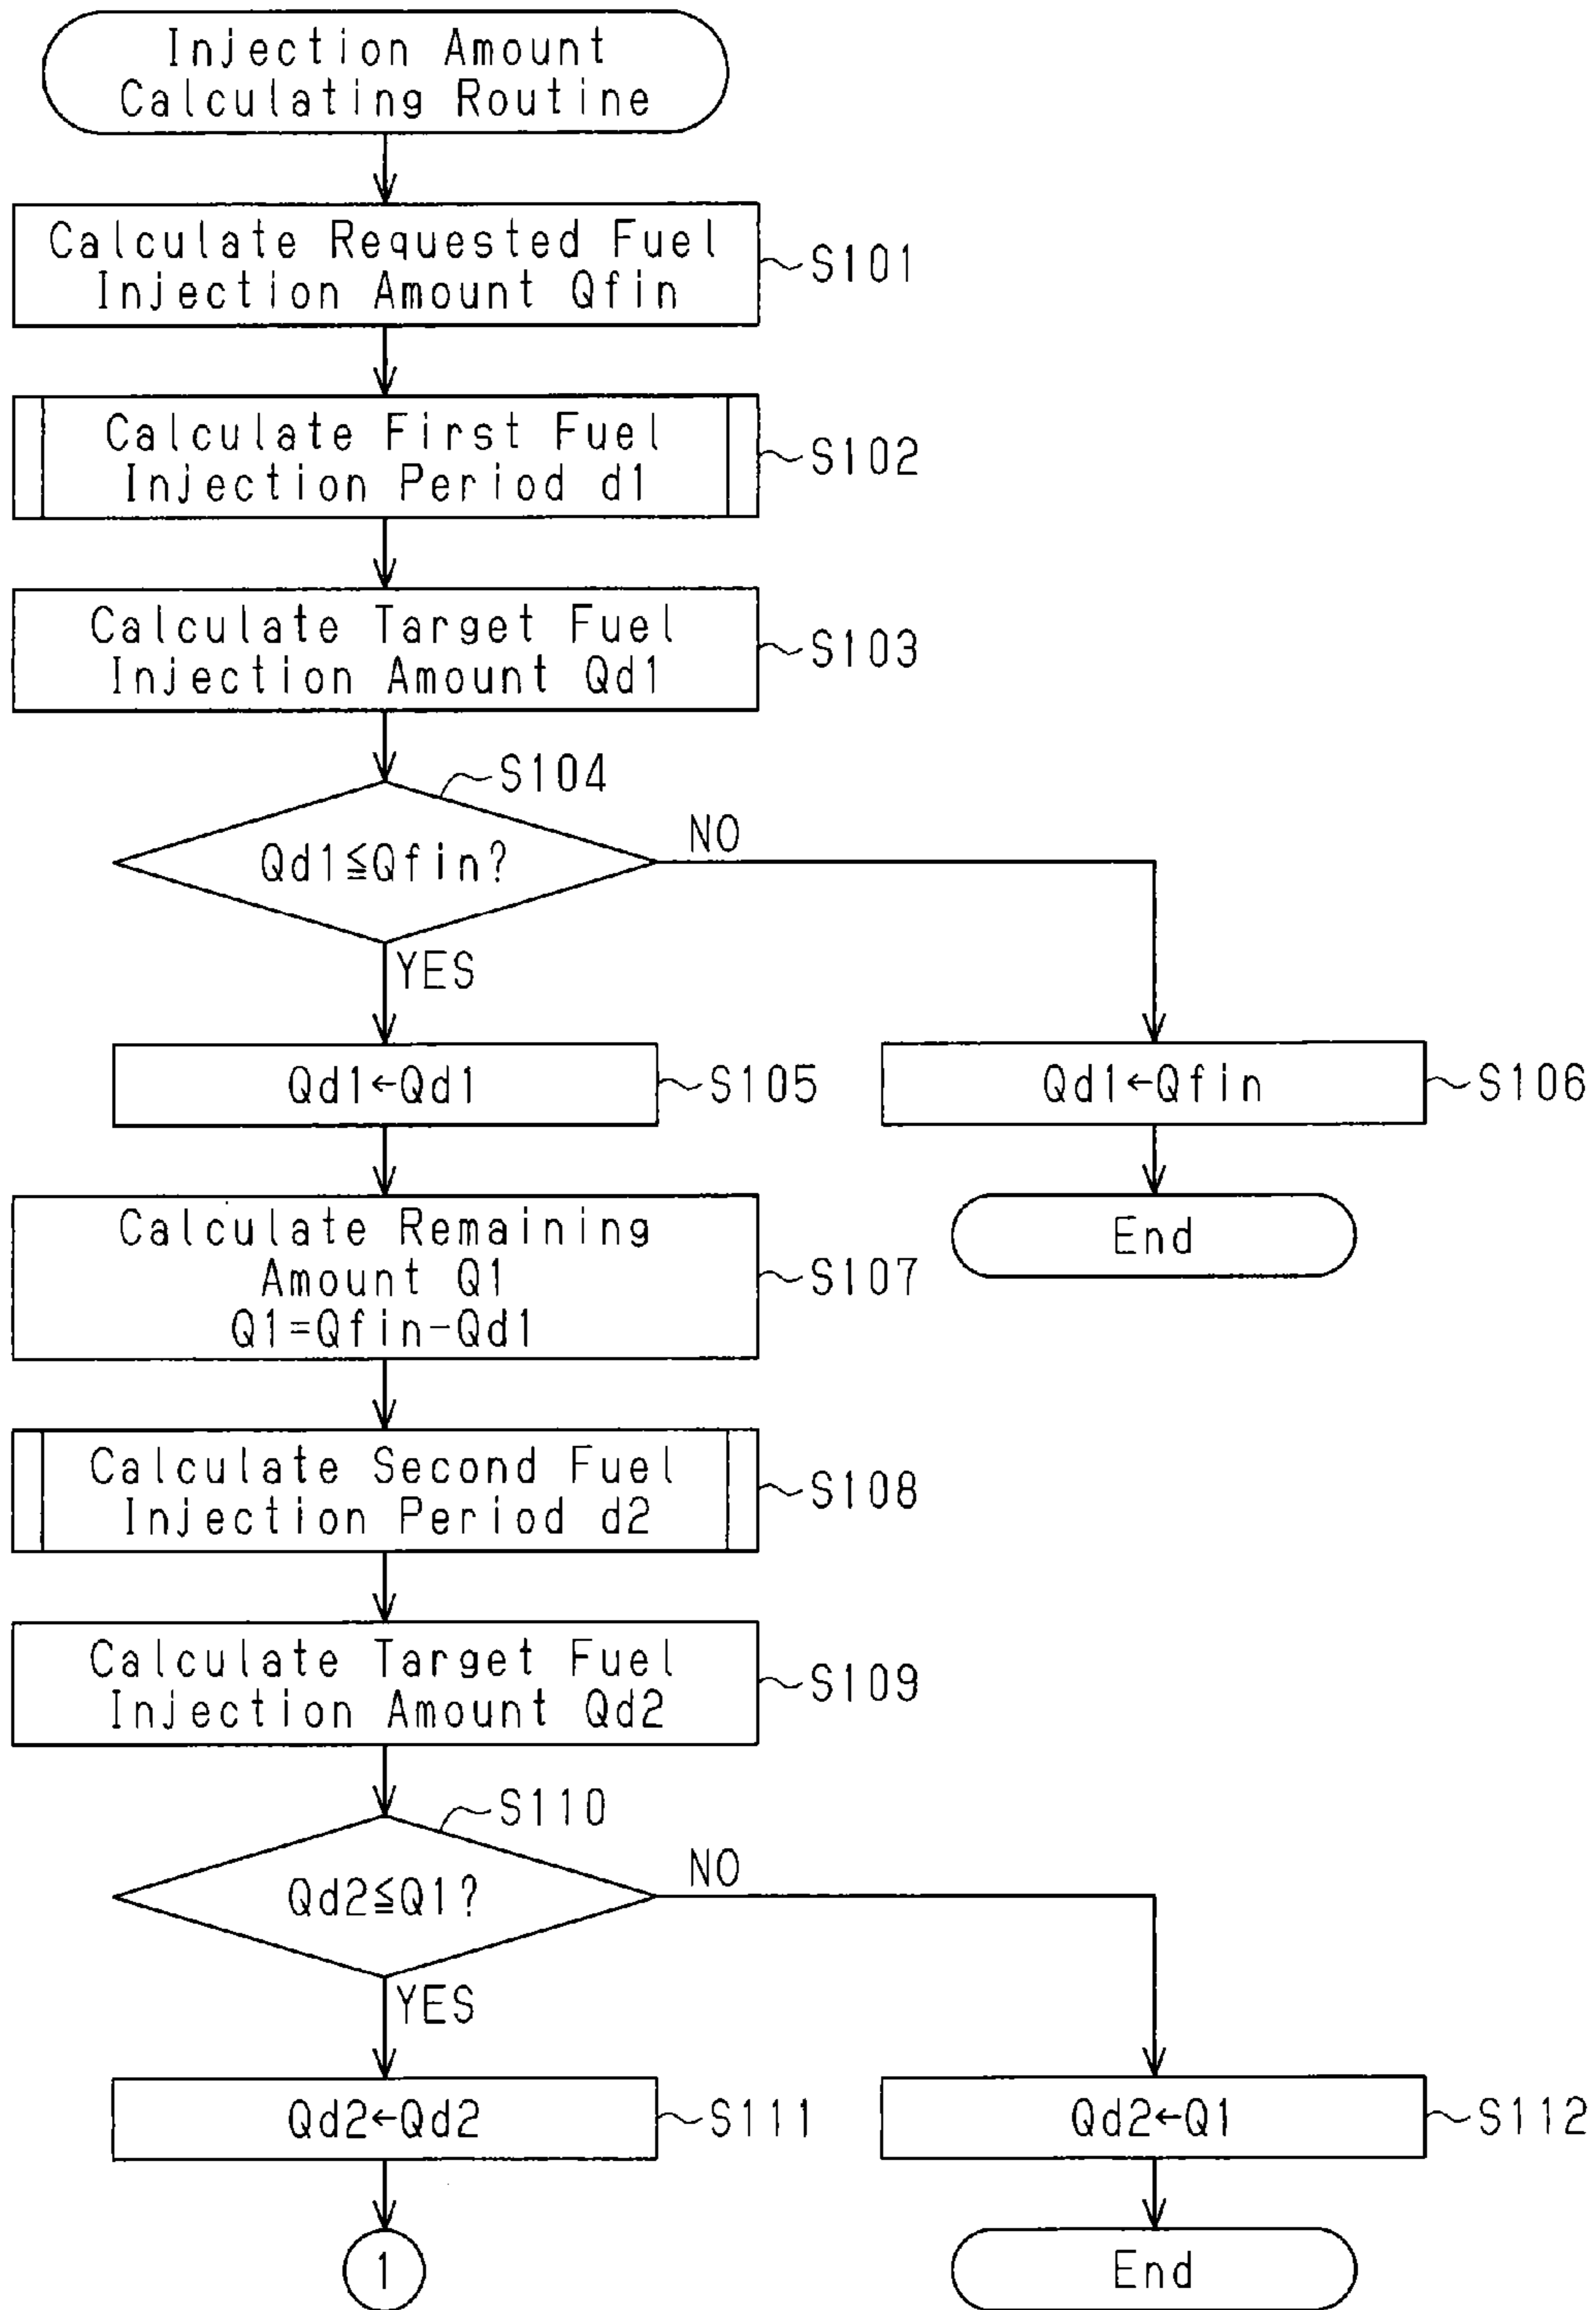 Injection Amount
Calculating Routine
Calculate Requested Fuel
Injection Amount Qfin
S101
Calculate First Fuel
Injection Period d1
S102
Calculate Target Fuel
Injection Amount Qd1
S103
S104
Qd1≦Qfin?
NO
YES
Qd1←Qd1
S105
Qd1←Qfin
S106
End
Calculate Remaining
Amount Q1
Q1=Qfin-Qd1
S107
Calculate Second Fuel
Injection Period d2
S108
Calculate Target Fuel
Injection Amount Qd2
S109
S110
Qd2≦Q1?
NO
YES
Qd2←Qd2
S111
Qd2←Q1
S112
1
End